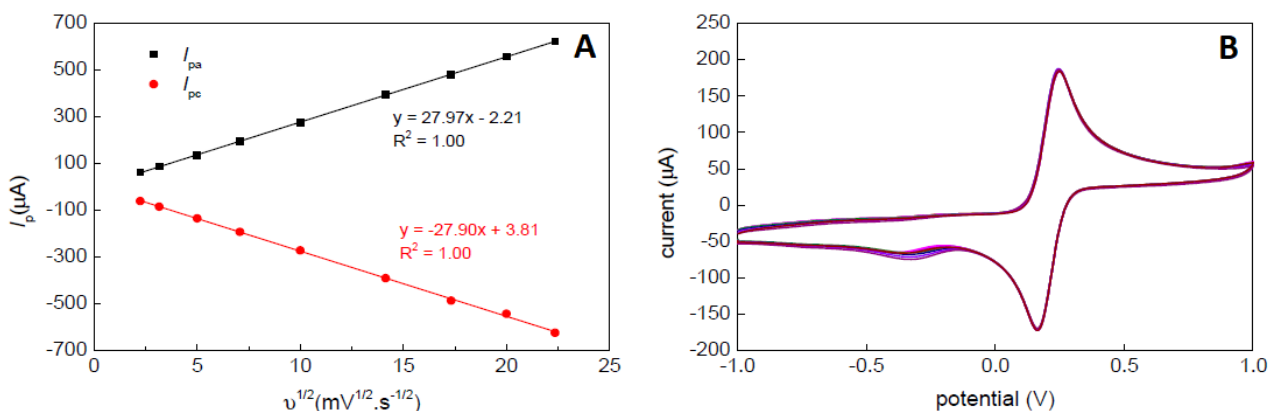 A
700
500
300
100
-100
-300
-500
-700
Ip(μA)
Ipa
Ipc
y = 27.97x - 2.21
R² = 1.00
y = -27.90x + 3.81
R² = 1.00
0 5 10 15 20 25
υ^1/2(mV^1/2.s^-1/2)
B
250
200
150
100
50
0
-50
-100
-150
-200
current (μA)
-1.0 -0.5 0.0 0.5 1.0
potential (V)